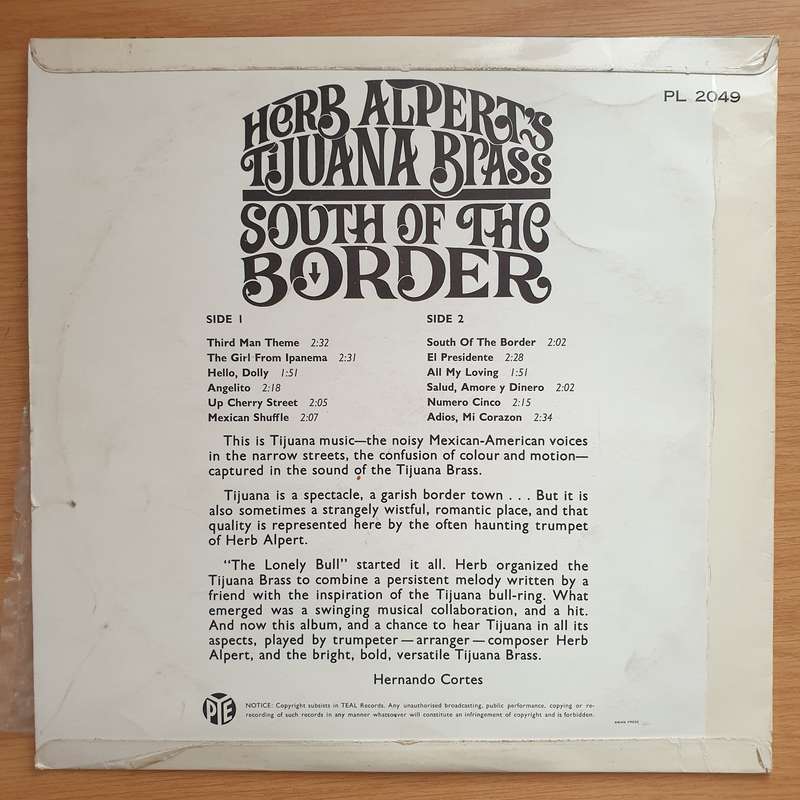 PL 2049
HERB ALPERT'S
TIJUANA BRASS
SOUTH OF THE
BORDER
SIDE 1
Third Man Theme 2:32
The Girl From Ipanema 2:31
Hello, Dolly 1:51
Angelito 2:18
Up Cherry Street 2:05
Mexican Shuffle 2:07
SIDE 2
South Of The Border 2:02
El Presidente 2:28
All My Loving 1:51
Salud, Amore y Dinero 2:02
Numero Cinco 2:15
Adios, Mi Corazon 2:34
This is Tijuana music—the noisy Mexican-American voices
in the narrow streets, the confusion of colour and motion—
captured in the sound of the Tijuana Brass.
Tijuana is a spectacle, a garish border town . . . But it is
also sometimes a strangely wistful, romantic place, and that
quality is represented here by the often haunting trumpet
of Herb Alpert.
"The Lonely Bull" started it all. Herb organized the
Tijuana Brass to combine a persistent melody written by a
friend with the inspiration of the Tijuana bull-ring. What
emerged was a swinging musical collaboration, and a hit.
And now this album, and a chance to hear Tijuana in all its
aspects, played by trumpeter—arranger—composer Herb
Alpert, and the bright, bold, versatile Tijuana Brass.
Hernando Cortes
PYE
NOTICE: Copyright subsists in TEAL Records. Any unauthorised broadcasting, public performance, copying or re-
recording of such records in any manner whatsoever will constitute an infringement of copyright and is forbidden.